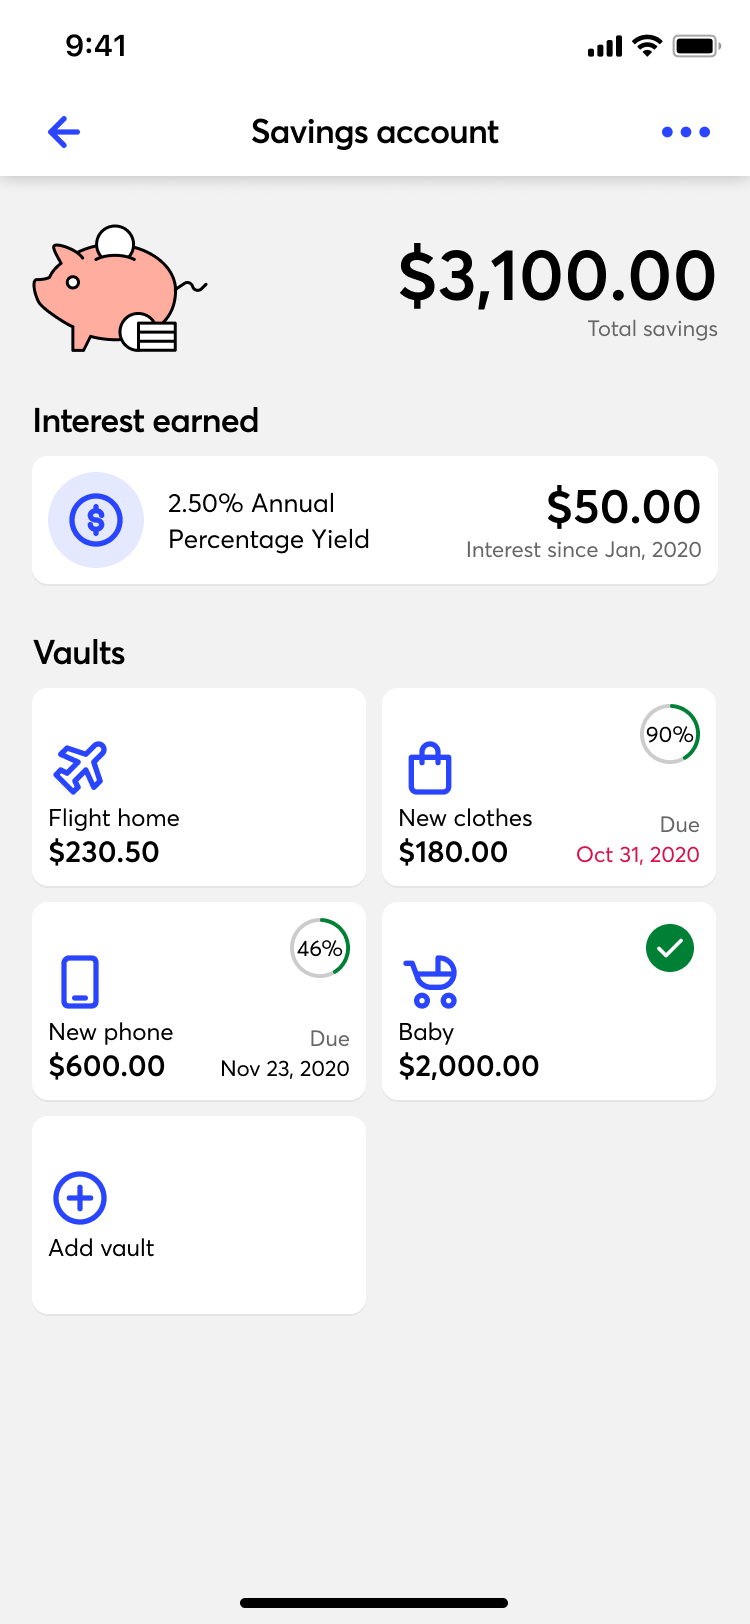 9:41
Savings account
$3,100.00
Total savings
Interest earned
2.50% Annual
Percentage Yield
$50.00
Interest since Jan, 2020
Vaults
Flight home
$230.50
90%
New clothes
$180.00
Due
Oct 31, 2020
46%
New phone
$600.00
Due
Nov 23, 2020
Baby
$2,000.00
Add vault